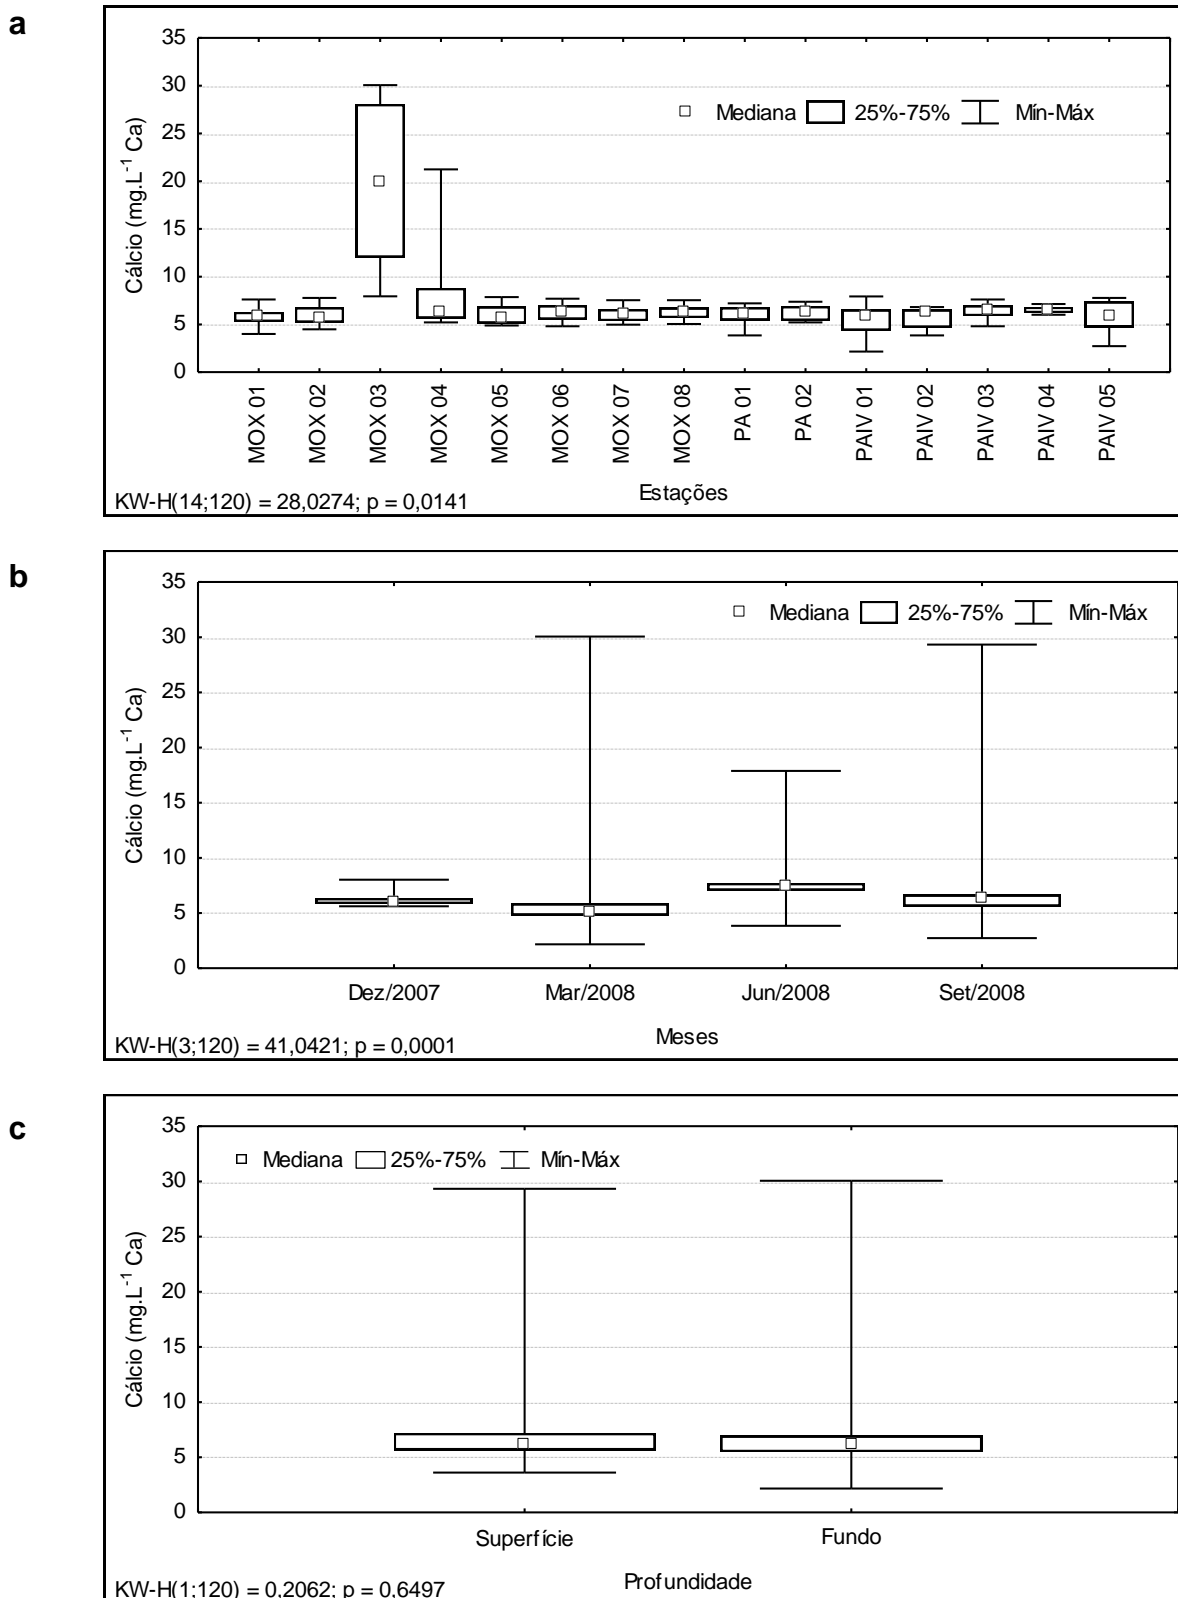 a
35
30
25
20
15
10
5
0
Cálcio (mg.L-1 Ca)
Mediana 25%-75% Mín-Máx
MOX 01 MOX 02 MOX 03 MOX 04 MOX 05 MOX 06 MOX 07 MOX 08 PA 01 PA 02 PAIV 01 PAIV 02 PAIV 03 PAIV 04 PAIV 05
Estações
KW-H(14;120) = 28,0274; p = 0,0141
b
35
30
25
20
15
10
5
0
Cálcio (mg.L-1 Ca)
Mediana 25%-75% Mín-Máx
Dez/2007 Mar/2008 Jun/2008 Set/2008
Meses
KW-H(3;120) = 41,0421; p = 0,0001
c
35
30
25
20
15
10
5
0
Cálcio (mg.L-1 Ca)
Mediana 25%-75% Mín-Máx
Superfície Fundo
Profundidade
KW-H(1;120) = 0,2062; p = 0,6497